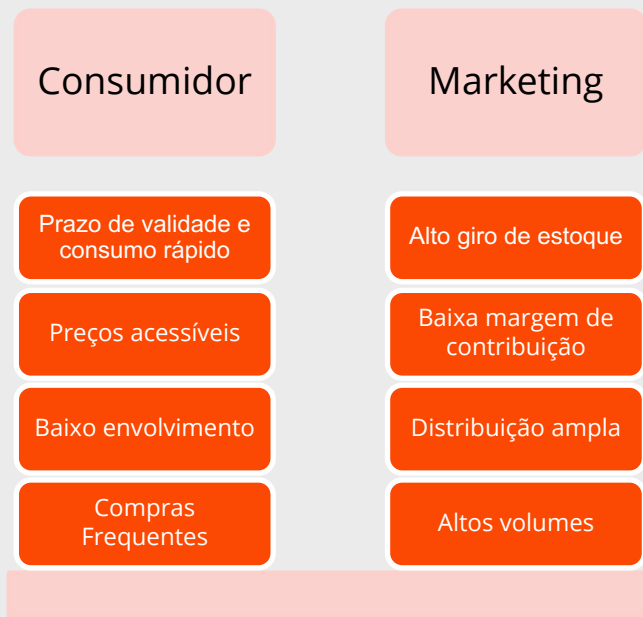 Consumidor
Prazo de validade e
consumo rápido
Preços acessíveis
Baixo envolvimento
Compras
Frequentes
Marketing
Alto giro de estoque
Baixa margem de
contribuição
Distribuição ampla
Altos volumes